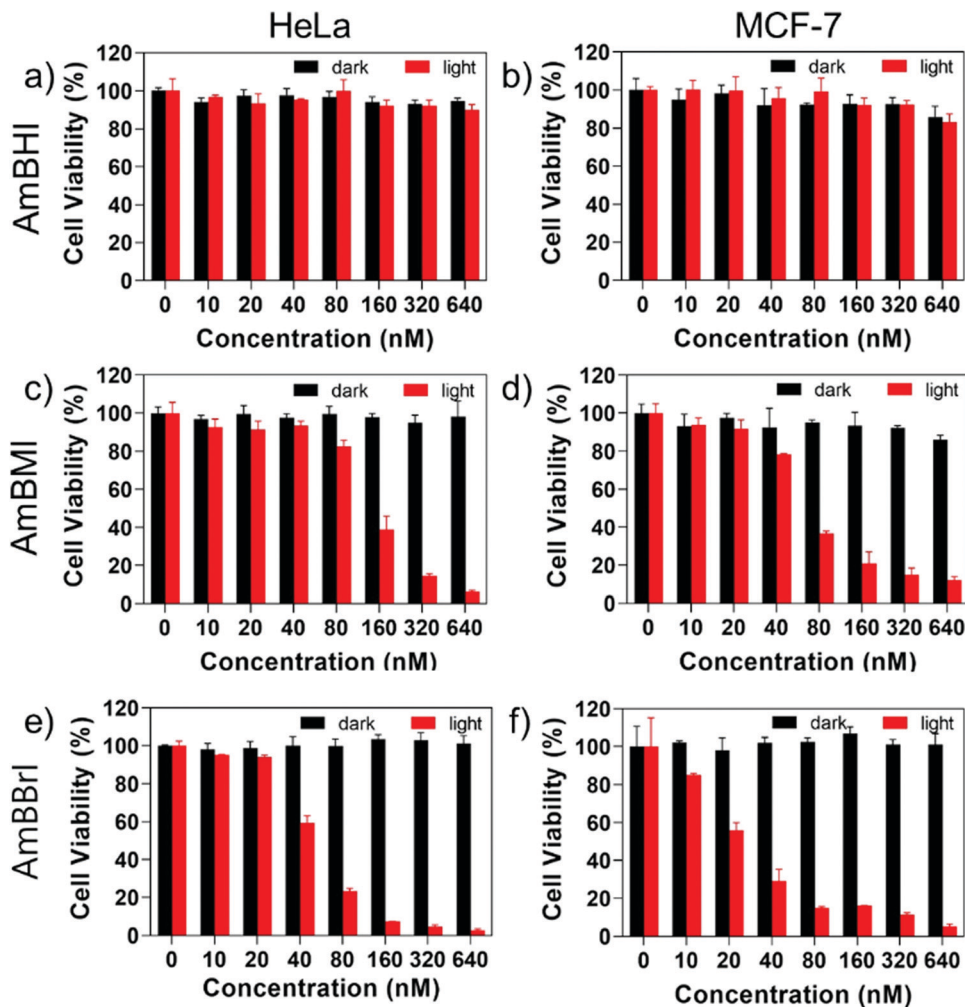 HeLa MCF-7
AmBHI
a)
Cell Viability (%)
120
100
80
60
40
20
0
dark light
0 10 20 40 80 160 320 640
Concentration (nM)
b)
Cell Viability (%)
120
100
80
60
40
20
0
dark light
0 10 20 40 80 160 320 640
Concentration (nM)
AmBMI
c)
Cell Viability (%)
120
100
80
60
40
20
0
dark light
0 10 20 40 80 160 320 640
Concentration (nM)
d)
Cell Viability (%)
120
100
80
60
40
20
0
dark light
0 10 20 40 80 160 320 640
Concentration (nM)
AmBBrI
e)
Cell Viability (%)
120
100
80
60
40
20
0
dark light
0 10 20 40 80 160 320 640
Concentration (nM)
f)
Cell Viability (%)
120
100
80
60
40
20
0
dark light
0 10 20 40 80 160 320 640
Concentration (nM)